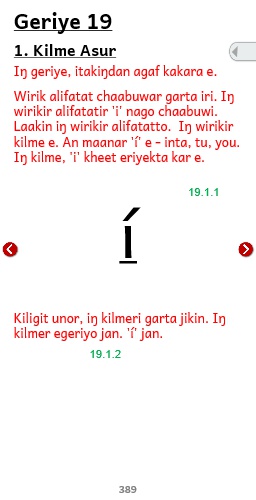 Geriye 19
1. Kilme Asur
Iŋ geriye, itakiŋdan agaf kakara e.
Wirik alifatat chaabuwar garta iri. Iŋ
wirikir alifatatir 'i' nago chaabuwi.
Laakin iŋ wirikir alifatatto. Iŋ wirikir
kilme e. An maanar 'í' e - inta, tu, you.
Iŋ kilme, 'i' kheet eriyekta kar e.
19.1.1
í
Kiligit unor, iŋ kilmeri garta jikin. Iŋ
kilmer egeriyo jan. 'í' jan.
19.1.2
389